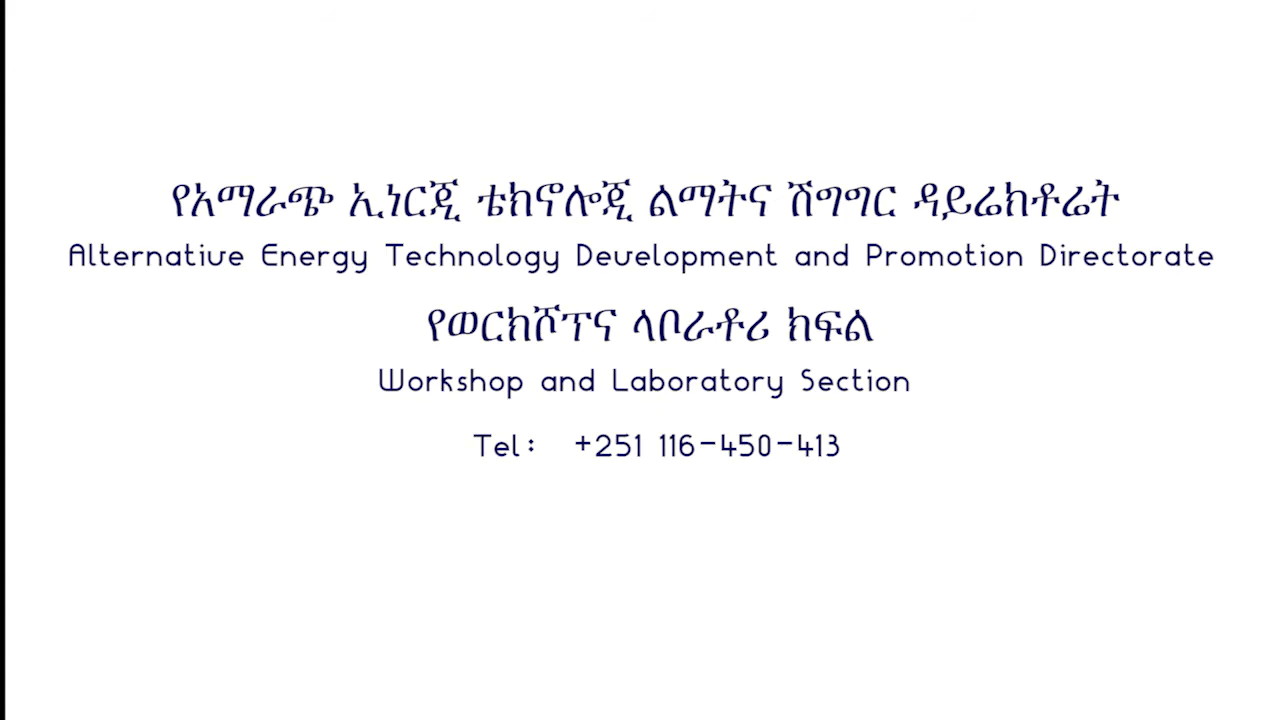 የአማራጭ ኢነርጂ ቴክኖሎጂ ልማትና ሽግግር ዳይሬክቶሬት
Alternative Energy Technology Development and Promotion Directorate
የወርክሾፕና ላቦራቶሪ ክፍል
Workshop and Laboratory Section
Tel: +251 116-450-413